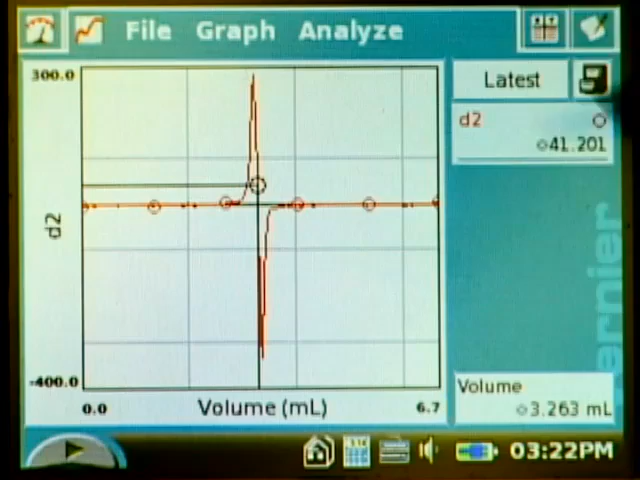 File Graph Analyze
300.0
d2
-400.0
0.0
Volume (mL)
6.7
Latest
d2
41.201
ernier
Volume
3.263 mL
03:22PM